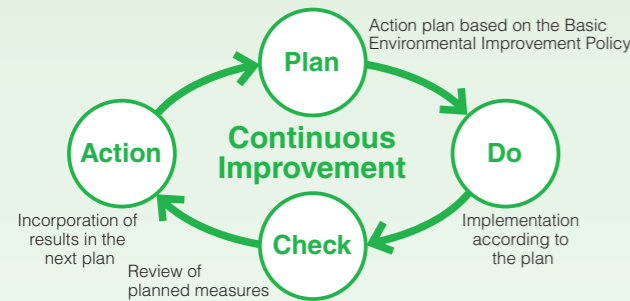 Plan
Action plan based on the Basic
Environmental Improvement Policy
Continuous
Improvement
Action
Do
Incorporation of
results in the
next plan
Check
Implementation
according to
the plan
Review of
planned measures